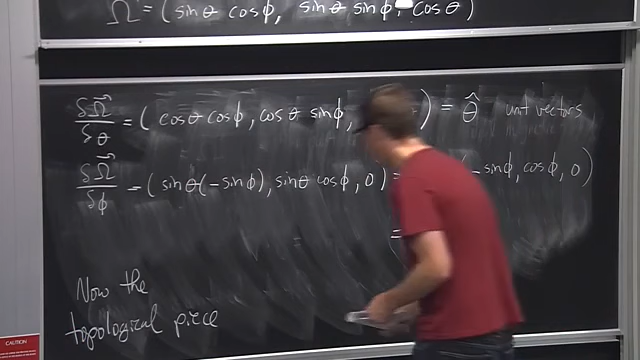 Ω⃗ = (sinθ cosϕ, sinθ sinϕ, cosθ)
δΩ⃗/δθ = (cosθ cosϕ, cosθ sinϕ, ) = θ̂ unit vectors
δΩ⃗/δϕ = (sinθ(-sinϕ), sinθ cosϕ, 0) = -sinϕ, cosϕ, 0)
=
Now the
topological piece
CAUTION